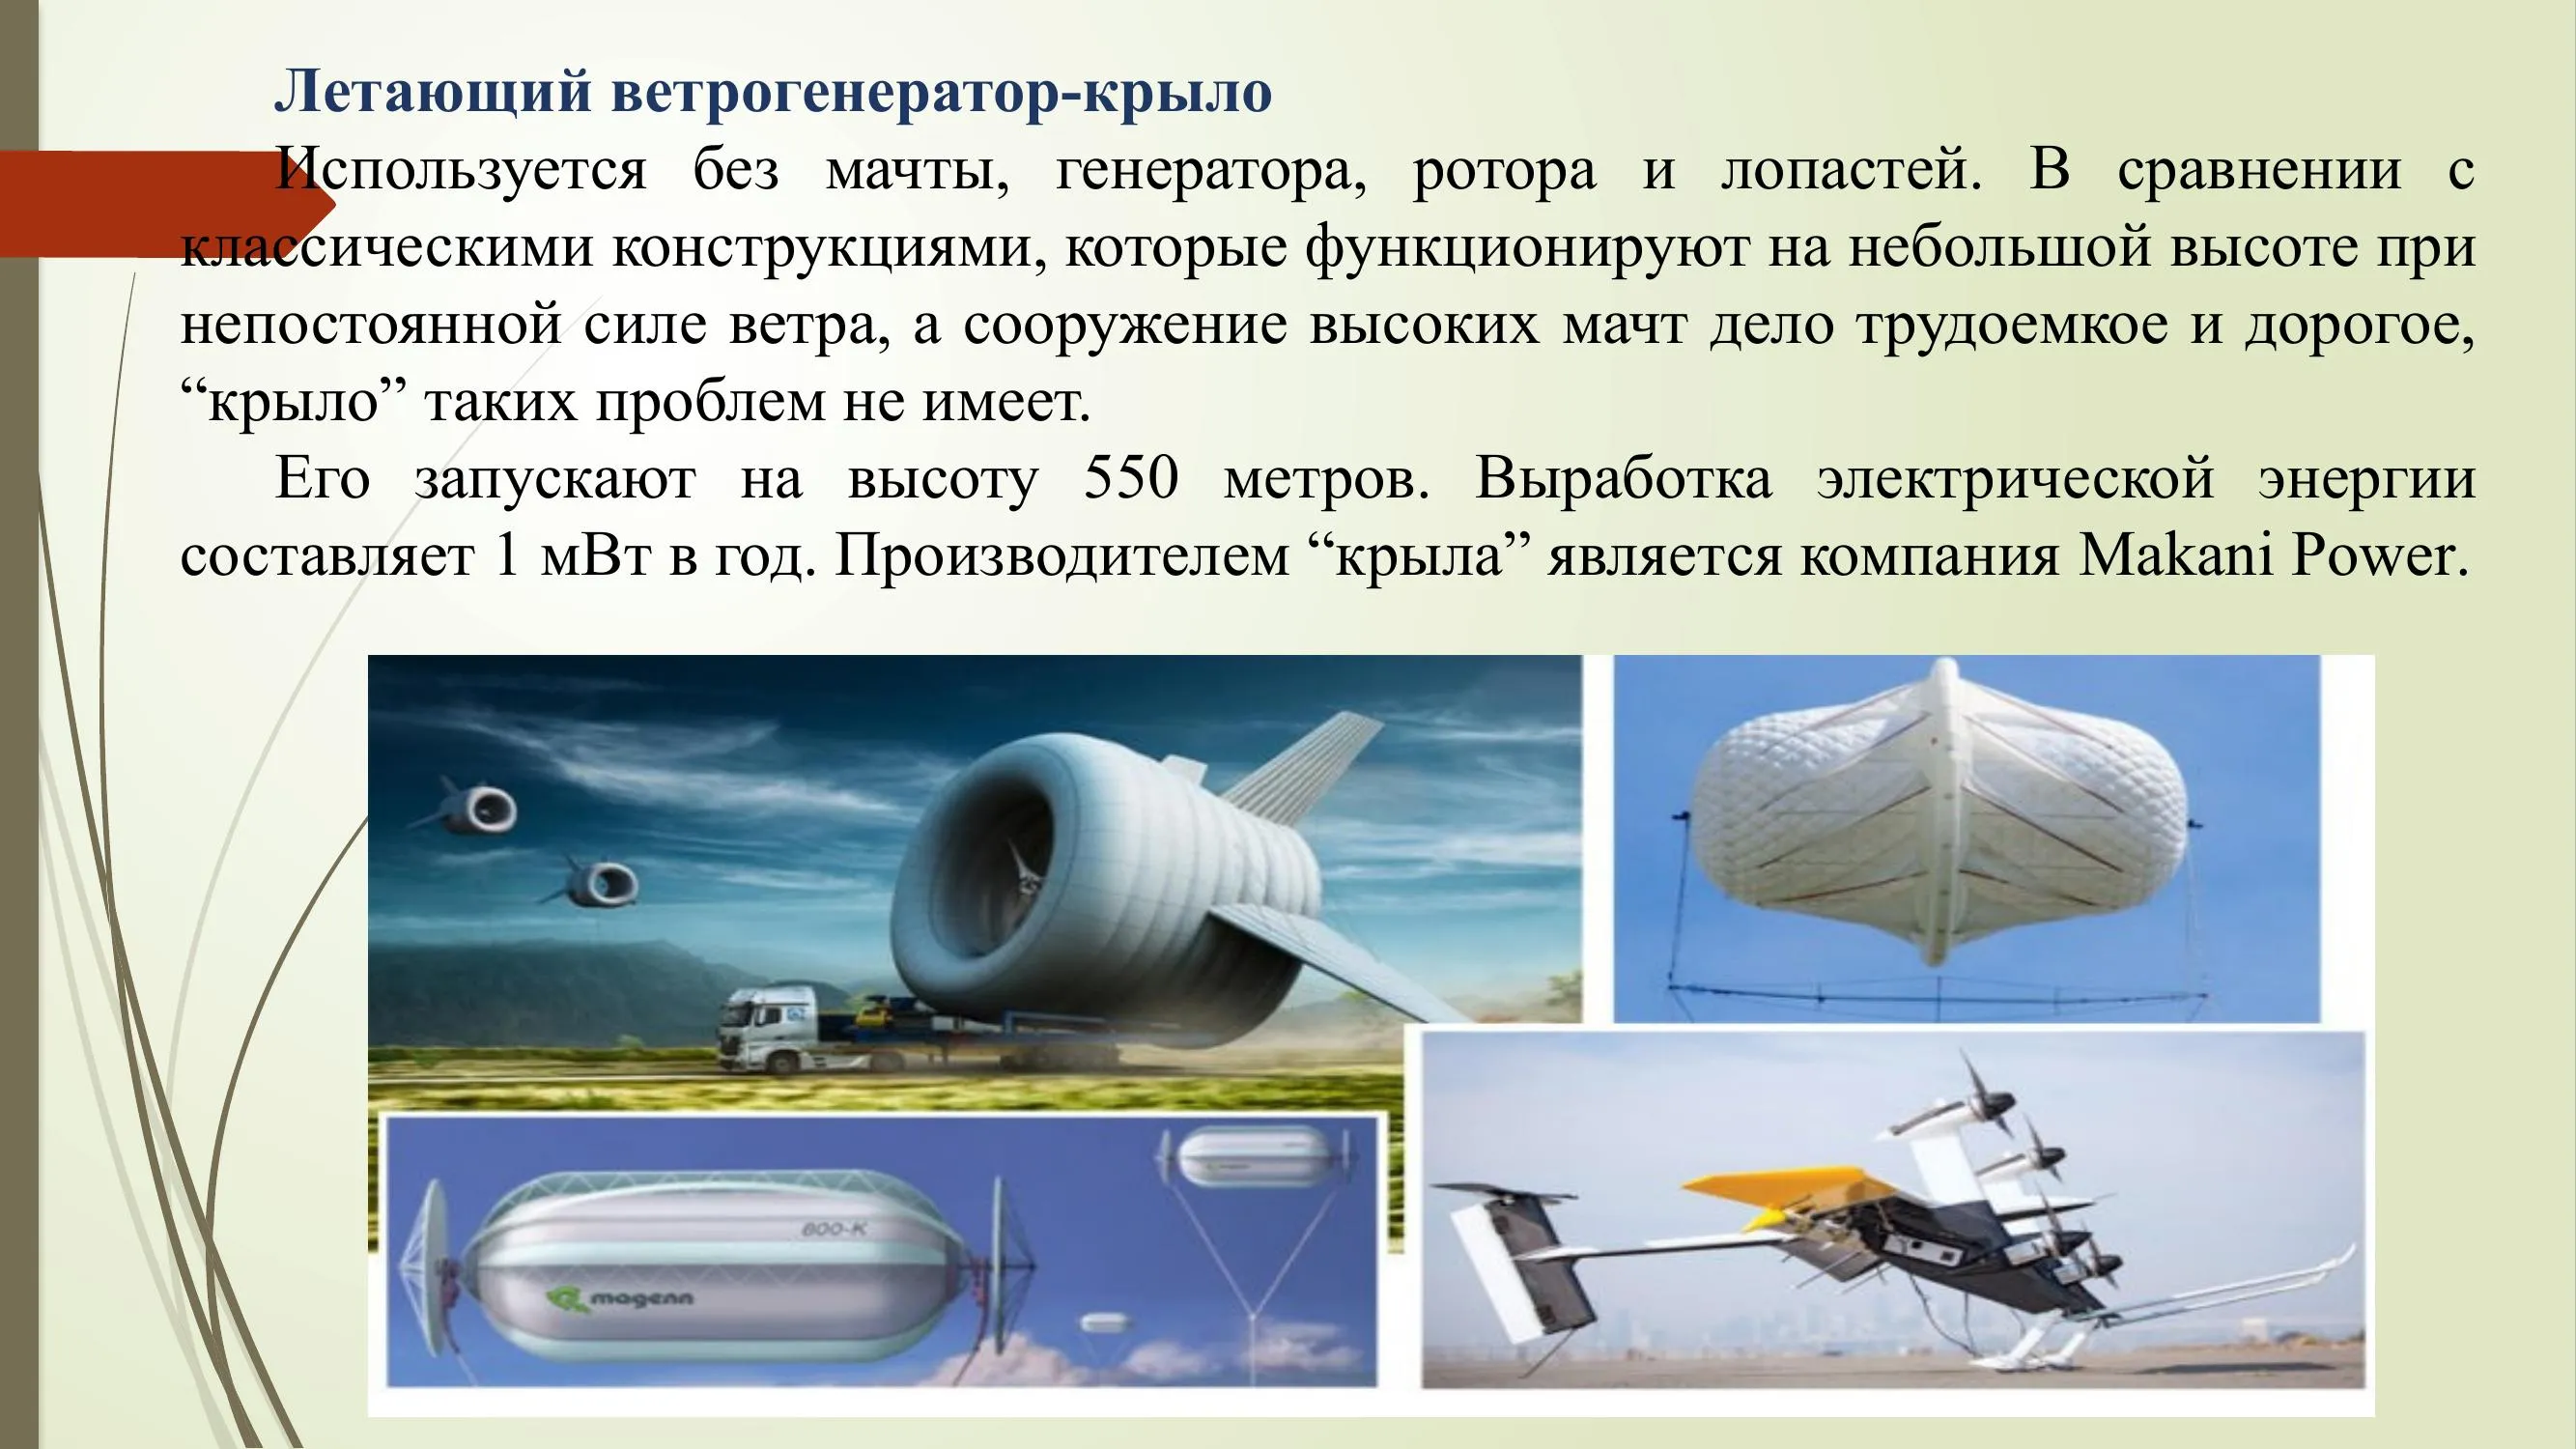 Летающий ветрогенератор-крыло
Используется без мачты, генератора, ротора и лопастей. В сравнении с
классическими конструкциями, которые функционируют на небольшой высоте при
непостоянной силе ветра, а сооружение высоких мачт дело трудоемкое и дорогое,
“крыло” таких проблем не имеет.
Его запускают на высоту 550 метров. Выработка электрической энергии
составляет 1 мВт в год. Производителем “крыла” является компания Makani Power.
800-K
magenn